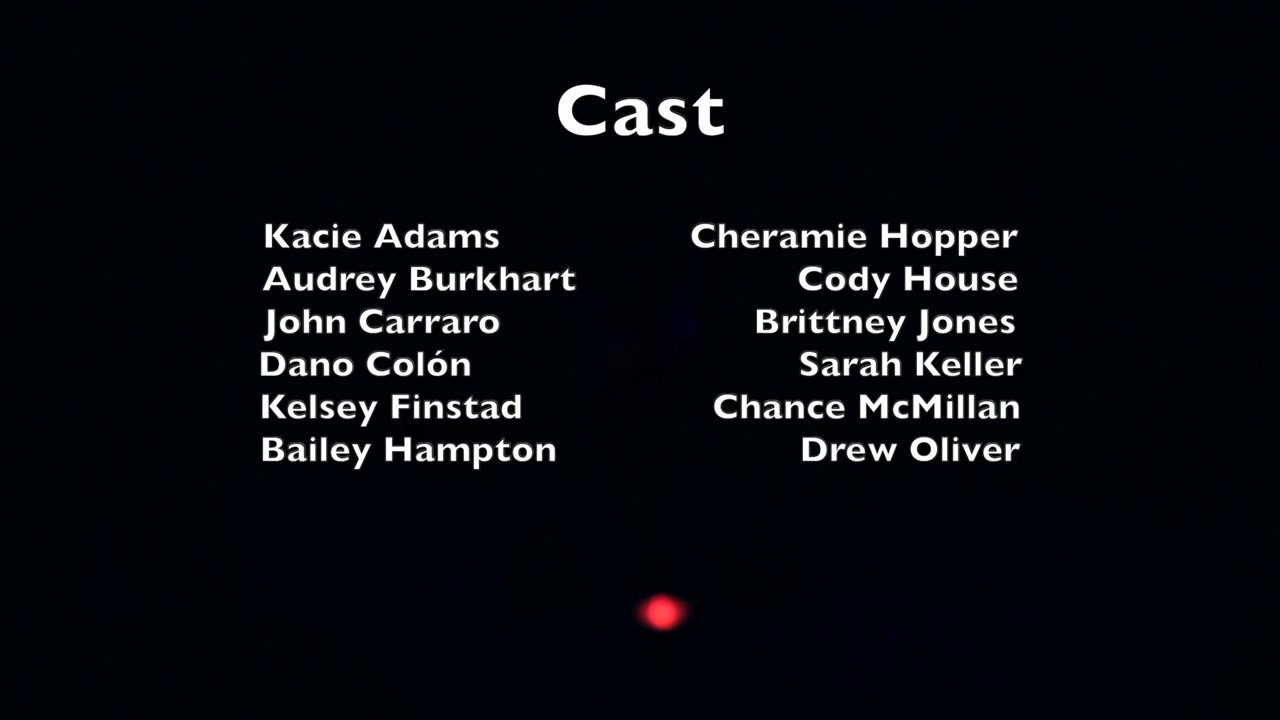 Cast
Kacie Adams
Audrey Burkhart
John Carraro
Dano Colón
Kelsey Finstad
Bailey Hampton
Cheramie Hopper
Cody House
Brittney Jones
Sarah Keller
Chance McMillan
Drew Oliver